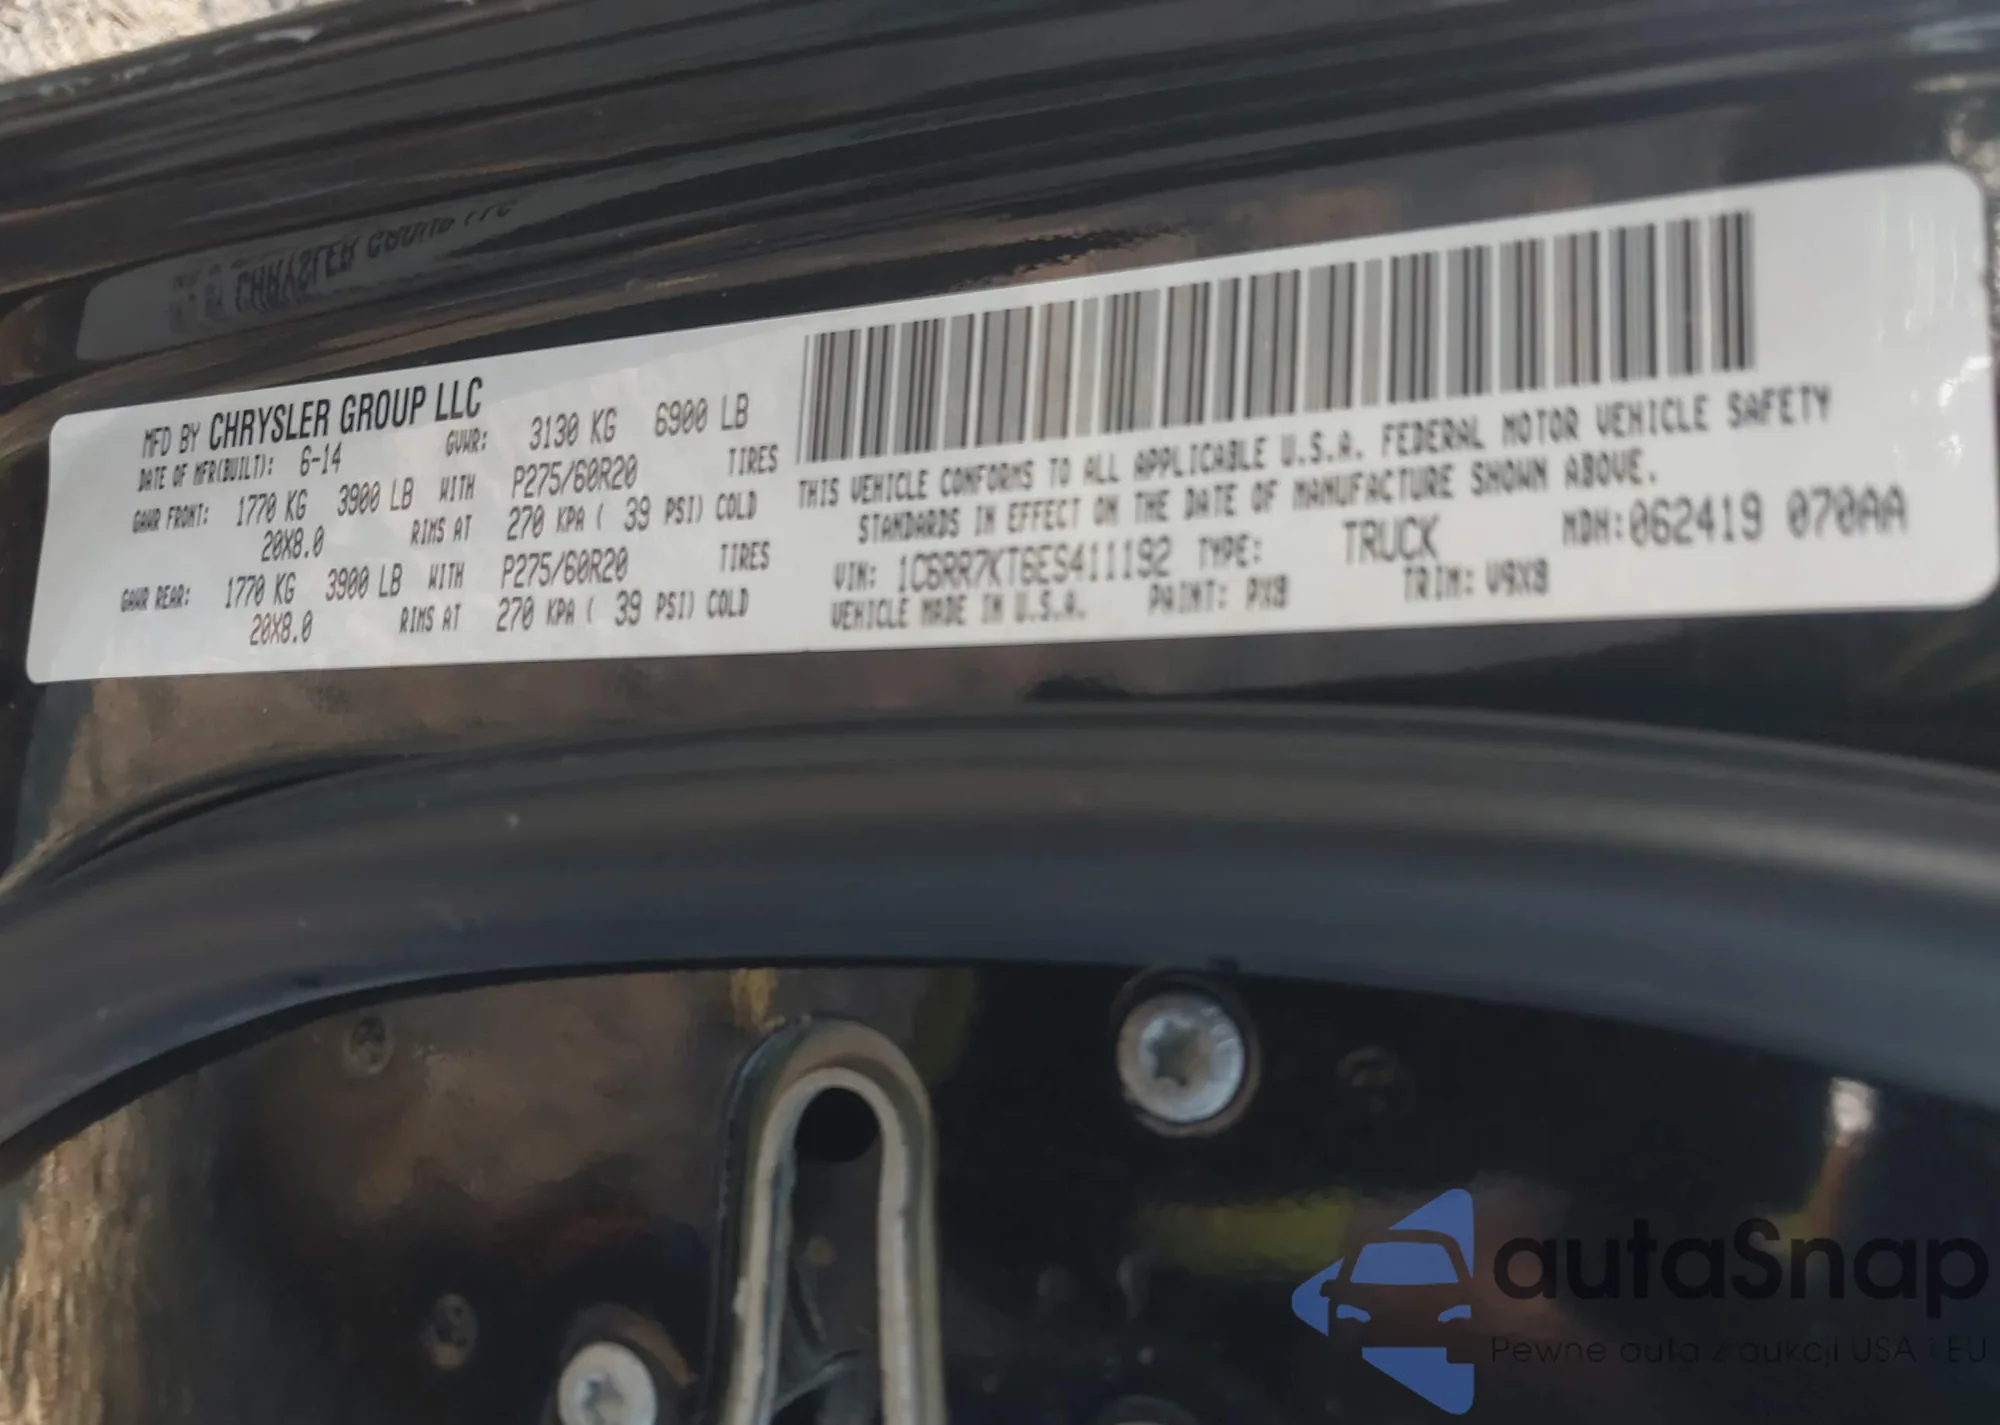 MFD BY CHRYSLER GROUP LLC
DATE OF MFR(BUILT): 6-14 GVWR: 3130 KG 6900 LB
GAWR FRONT: 1770 KG 3900 LB WITH P275/60R20 TIRES
20X8.0 RIMS AT 270 KPA ( 39 PSI) COLD
GAWR REAR: 1770 KG 3900 LB WITH P275/60R20 TIRES
20X8.0 RIMS AT 270 KPA ( 39 PSI) COLD
THIS VEHICLE CONFORMS TO ALL APPLICABLE U.S.A. FEDERAL MOTOR VEHICLE SAFETY
STANDARDS IN EFFECT ON THE DATE OF MANUFACTURE SHOWN ABOVE.
VIN: 1C6RR7KT6ES411192 TYPE: TRUCK MDH:062419 070AA
VEHICLE MADE IN U.S.A. PAINT: PX8 TRIM: V9X9
autaSnap
Pewne auta z aukcji USA i EU